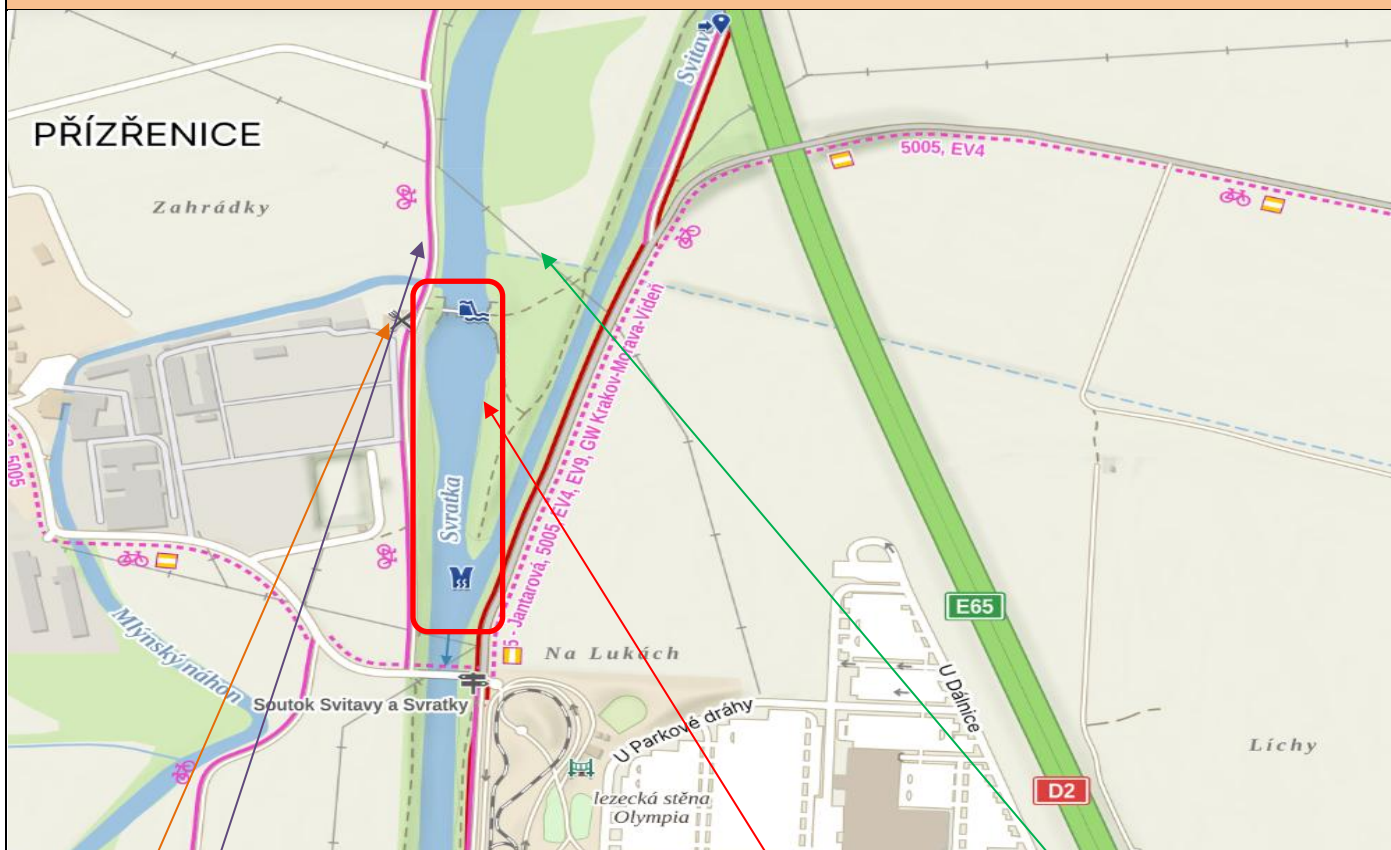 Svitava
PŘÍZŘENICE
5005, EV4
Zahrádky
5 - Jantarová, 5005, EV4, EV9, GW Krakov-Morava-Vídeň
5005
Svratka
E65
Mlýnský náhon
Na Lukách
U Dálnice
Soutok Svitavy a Svratky
U Parkové dráhy
Líchy
D2
lezecká stěna
Olympia